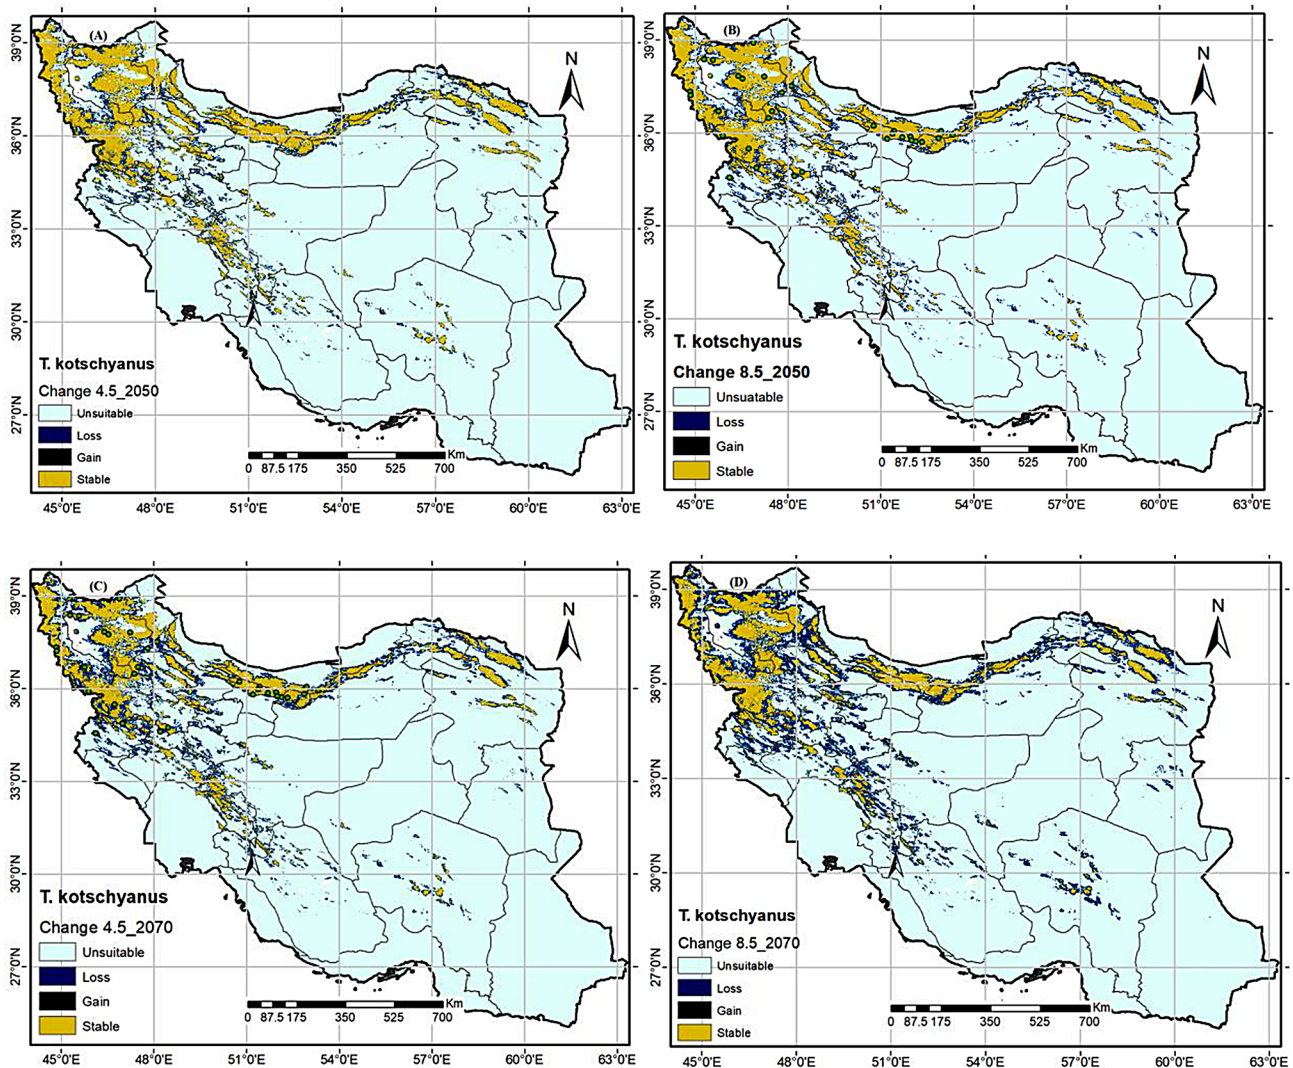 (A)
N
39°0'N
36°0'N
33°0'N
30°0'N
27°0'N
T. kotschyanus
Change 4.5_2050
Unsuitable
Loss
Gain
Stable
Km
0 87.5 175 350 525 700
45°0'E 48°0'E 51°0'E 54°0'E 57°0'E 60°0'E 63°0'E
(B)
N
39°0'N
36°0'N
33°0'N
30°0'N
27°0'N
T. kotschyanus
Change 8.5_2050
Unsuatable
Loss
Gain
Stable
Km
0 87.5 175 350 525 700
45°0'E 48°0'E 51°0'E 54°0'E 57°0'E 60°0'E 63°0'E
(C)
N
39°0'N
36°0'N
33°0'N
30°0'N
27°0'N
T. kotschyanus
Change 4.5_2070
Unsuitable
Loss
Gain
Stable
Km
0 87.5 175 350 525 700
45°0'E 48°0'E 51°0'E 54°0'E 57°0'E 60°0'E 63°0'E
(D)
N
39°0'N
36°0'N
33°0'N
30°0'N
27°0'N
T. kotschyanus
Change 8.5_2070
Unsuitable
Loss
Gain
Stable
Km
0 87.5 175 350 525 700
45°0'E 48°0'E 51°0'E 54°0'E 57°0'E 60°0'E 63°0'E